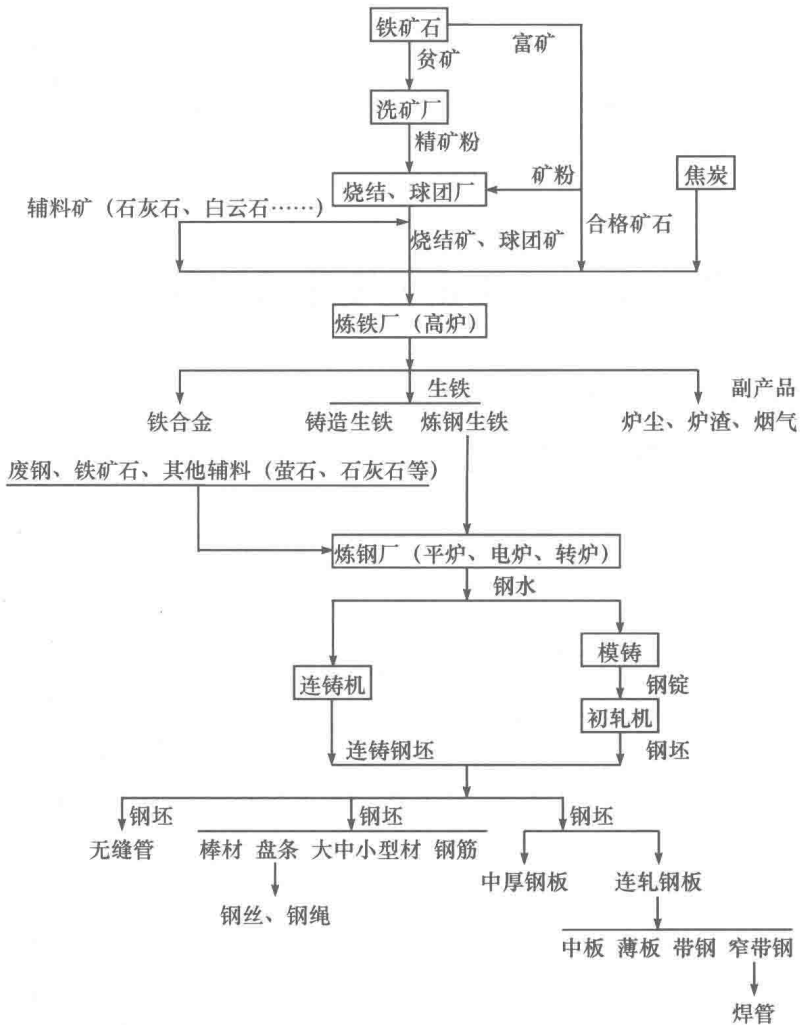 铁矿石
富矿
贫矿
洗矿厂
精矿粉
烧结、球团厂
矿粉
焦炭
辅料矿（石灰石、白云石……）
合格矿石
烧结矿、球团矿
炼铁厂（高炉）
生铁
副产品
铁合金
铸造生铁 炼钢生铁
炉尘、炉渣、烟气
废钢、铁矿石、其他辅料（萤石、石灰石等）
炼钢厂（平炉、电炉、转炉）
钢水
模铸
连铸机
钢锭
初轧机
连铸钢坯
钢坯
钢坯 钢坯 钢坯
无缝管
棒材 盘条 大中小型材 钢筋
中厚钢板
连轧钢板
钢丝、钢绳
中板 薄板 带钢 窄带钢
焊管